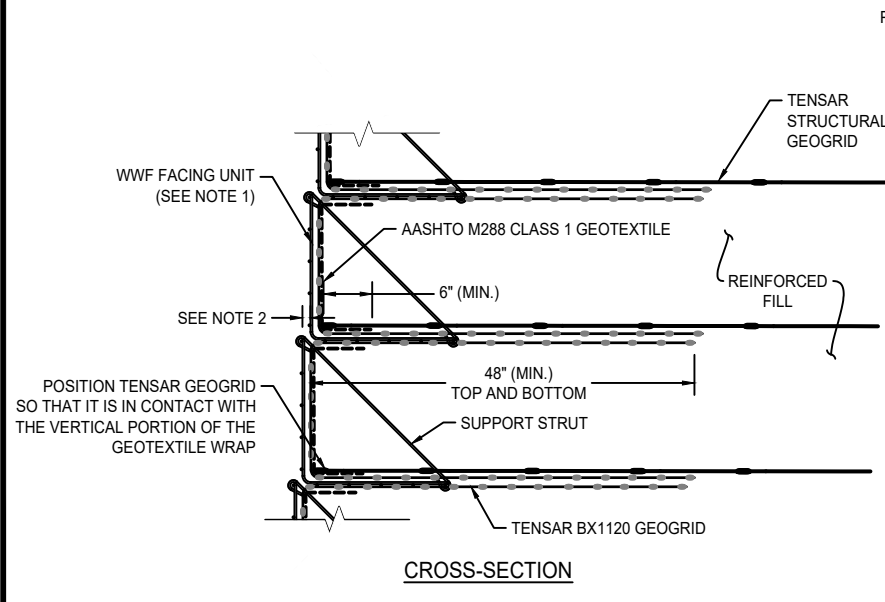 TENSAR
STRUCTURAL
GEOGRID
WWF FACING UNIT
(SEE NOTE 1)
AASHTO M288 CLASS 1 GEOTEXTILE
6" (MIN.)
REINFORCED
FILL
SEE NOTE 2
48" (MIN.)
TOP AND BOTTOM
POSITION TENSAR GEOGRID
SO THAT IT IS IN CONTACT WITH
THE VERTICAL PORTION OF THE
GEOTEXTILE WRAP
SUPPORT STRUT
TENSAR BX1120 GEOGRID
CROSS-SECTION